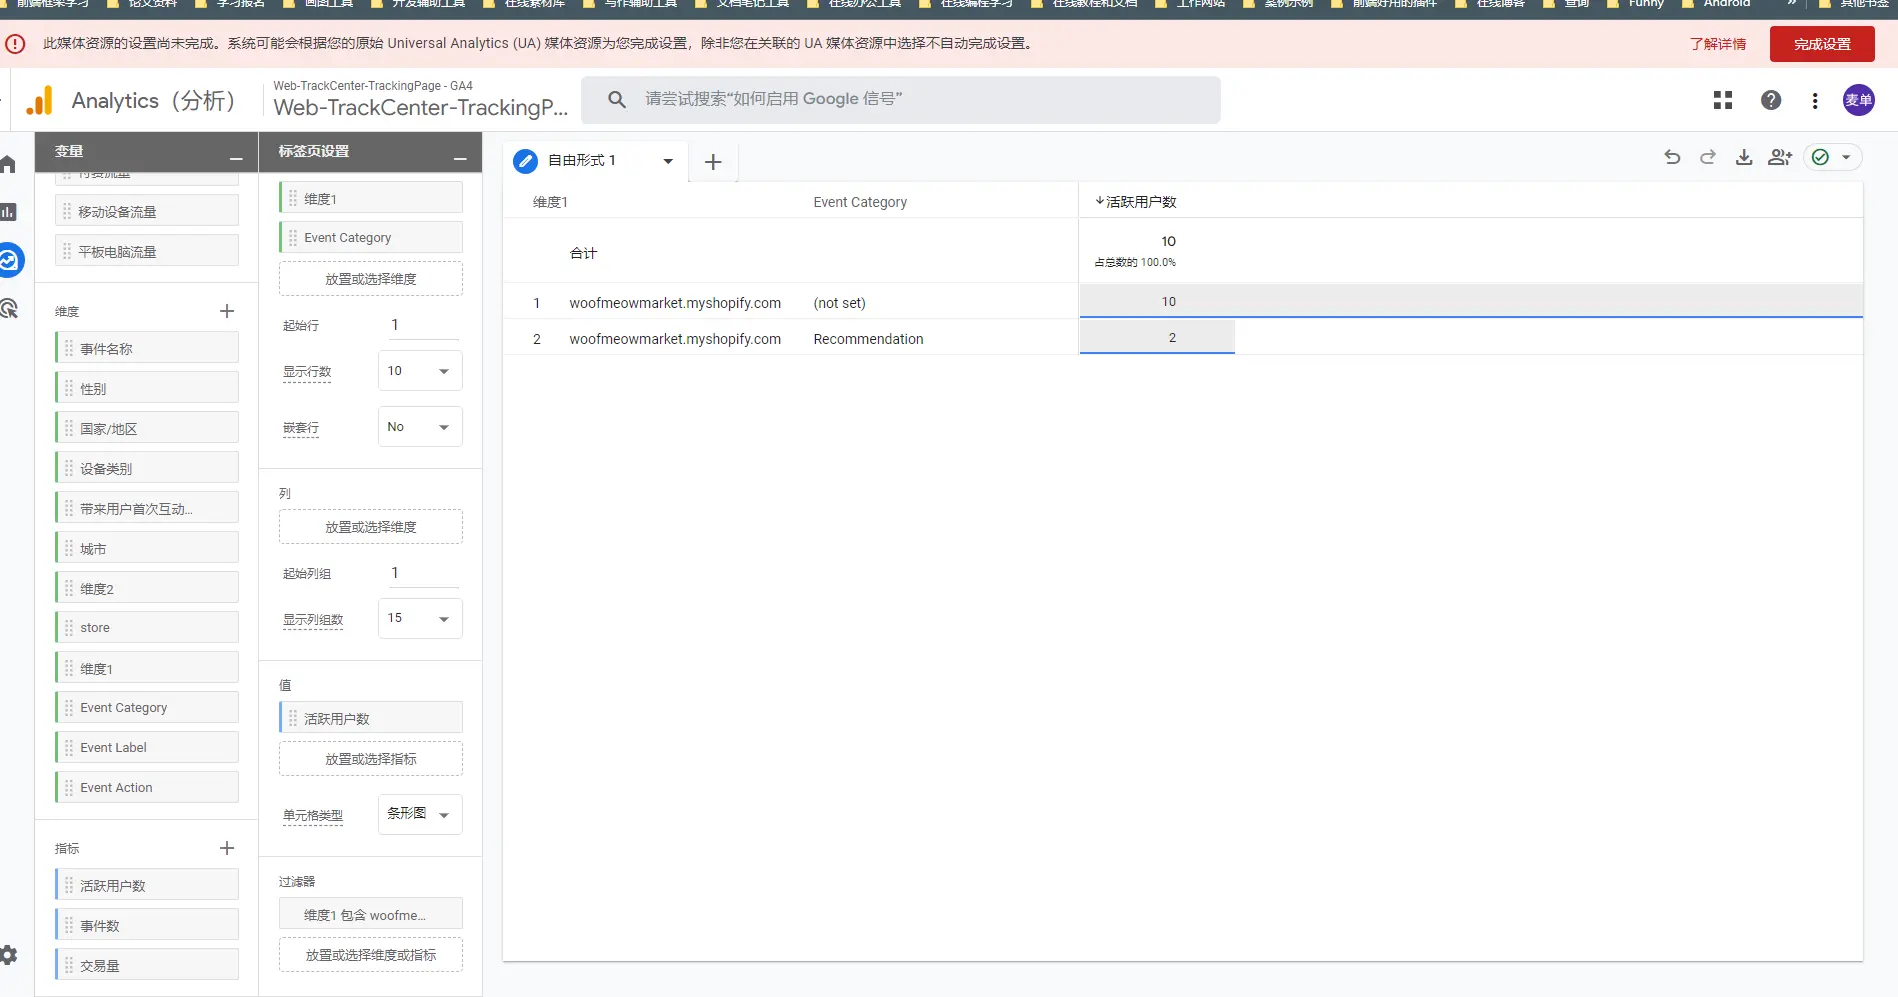 前端框架学习 论文资料 学习报名 画图工具 开发辅助工具 在线素材库 写作辅助工具 文档笔记工具 在线办公工具 在线编程学习 在线教程和文档 工作网站 案例示例 前端好用的插件 在线博客 查询 Funny Android » 其他书签
此媒体资源的设置尚未完成。系统可能会根据您的原始 Universal Analytics (UA) 媒体资源为您完成设置，除非您在关联的 UA 媒体资源中选择不自动完成设置。
了解详情
完成设置
Analytics（分析）
Web-TrackCenter-TrackingPage - GA4
Web-TrackCenter-TrackingP...
请尝试搜索“如何启用 Google 信号”
麦单
变量
付费流量
移动设备流量
平板电脑流量
维度
事件名称
性别
国家/地区
设备类别
带来用户首次互动...
城市
维度2
store
维度1
Event Category
Event Label
Event Action
指标
活跃用户数
事件数
交易量
标签页设置
维度1
Event Category
放置或选择维度
起始行 1
显示行数 10
嵌套行 No
列
放置或选择维度
起始列组 1
显示列组数 15
值
活跃用户数
放置或选择指标
单元格类型 条形图
过滤器
维度1 包含 woofme...
放置或选择维度或指标
自由形式 1
维度1 Event Category ↓活跃用户数
合计 10
占总数的 100.0%
1 woofmeowmarket.myshopify.com (not set) 10
2 woofmeowmarket.myshopify.com Recommendation 2